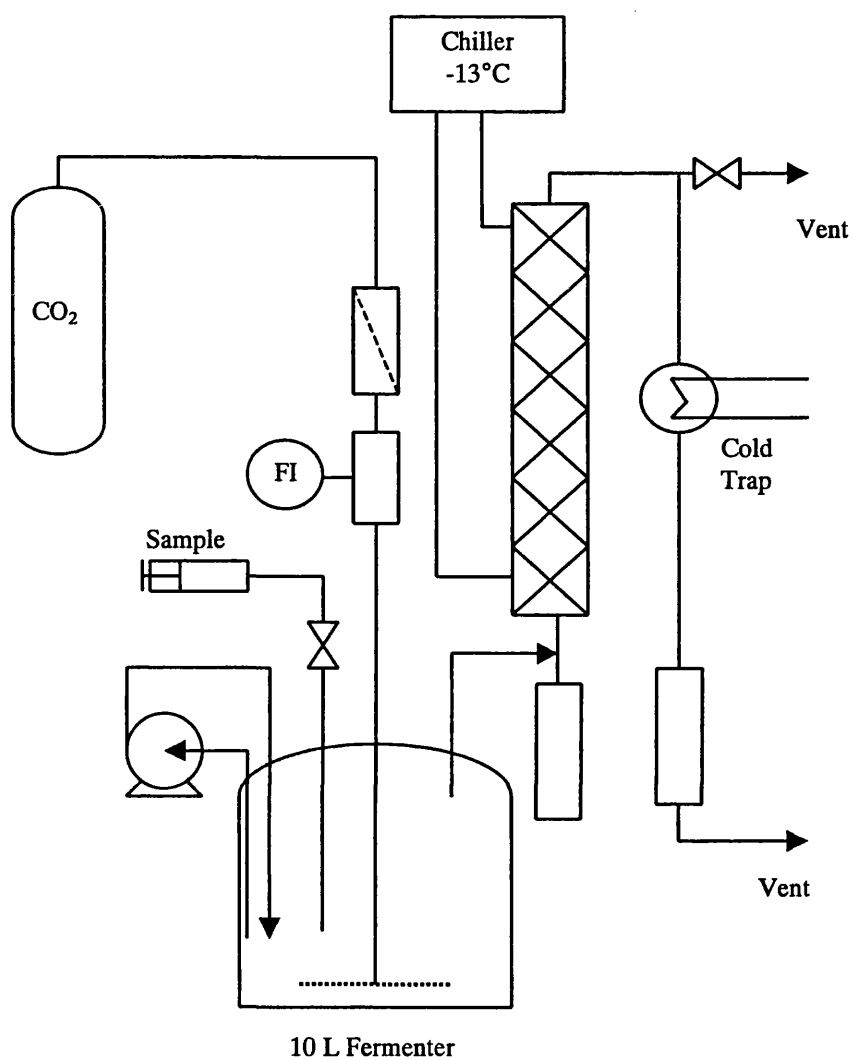 Chiller
-13°C
Vent
CO₂
Cold
Trap
FI
Sample
Vent
10 L Fermenter